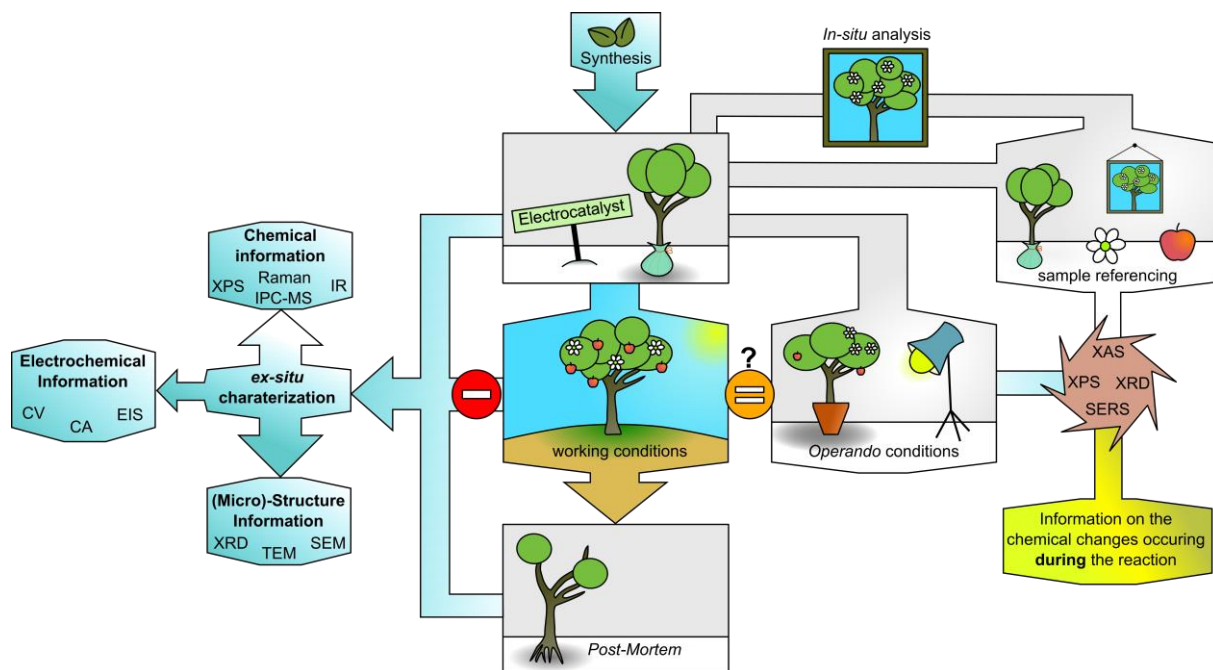 Synthesis
In-situ analysis
Electrocatalyst
sample referencing
Chemical
information
XPS Raman IR
IPC-MS
Electrochemical
Information
CV EIS
CA
ex-situ
charaterization
(Micro)-Structure
Information
XRD SEM
TEM
working conditions
?
Operando conditions
XAS
XPS XRD
SERS
Information on the
chemical changes occuring
during the reaction
Post-Mortem